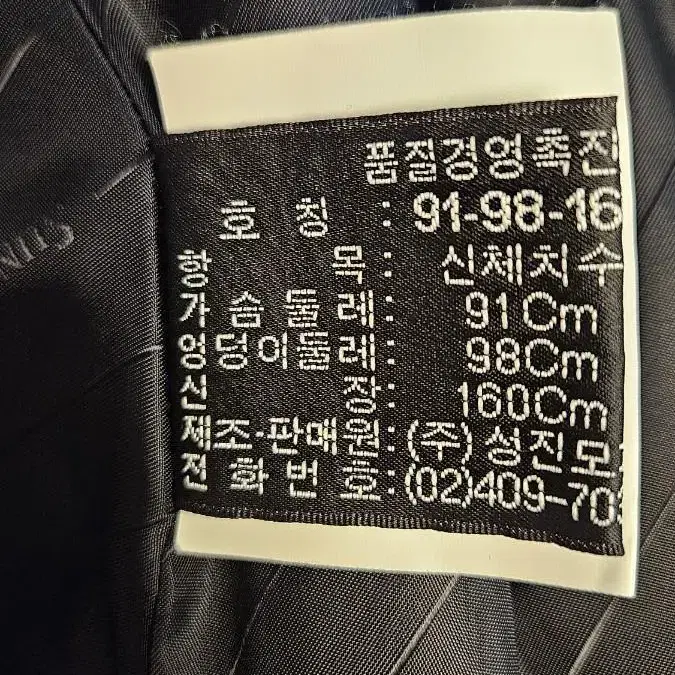 품질경영촉진
호 칭 : 91-98-16
항 목 : 신체치수
가 슴 둘 레 : 91Cm
엉덩이둘레 : 98Cm
신 장 : 160Cm
제조·판매원 : (주) 성진모
전 화 번 호 : (02)409-70